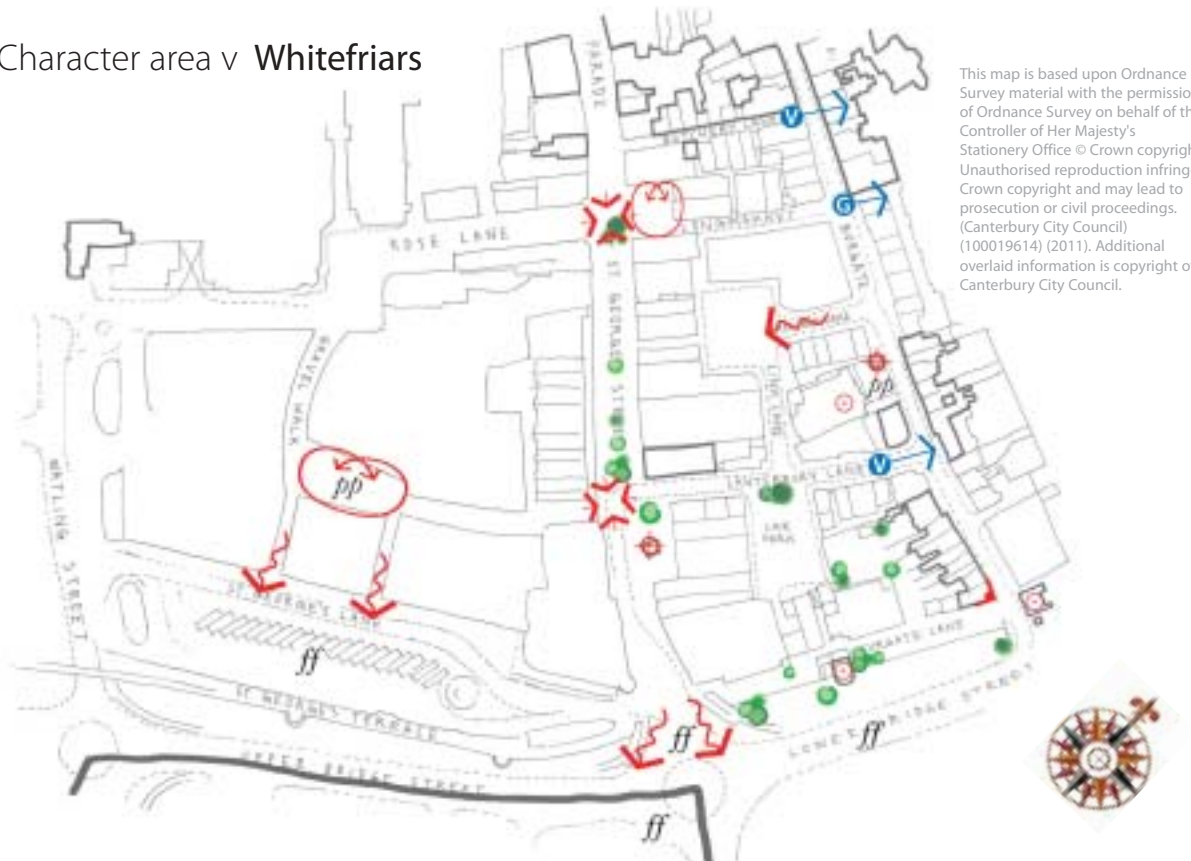 Character area v Whitefriars
This map is based upon Ordnance
Survey material with the permissio
of Ordnance Survey on behalf of th
Controller of Her Majesty's
Stationery Office © Crown copyrigh
Unauthorised reproduction infring
Crown copyright and may lead to
prosecution or civil proceedings.
(Canterbury City Council)
(100019614) (2011). Additional
overlaid information is copyright o
Canterbury City Council.
PARADE
V
G
ROSE LANE
BURGATE
ST GEORGES STREET
GRAVEL WALK
pp
pp
V
CANTERBURY LANE
WATLING STREET
ST GEORGE'S LANE
ff
BURGATE LANE
ST GEORGES TERRACE
ff
LOWER BRIDGE STREET
ff
UPPER BRIDGE STREET
ff